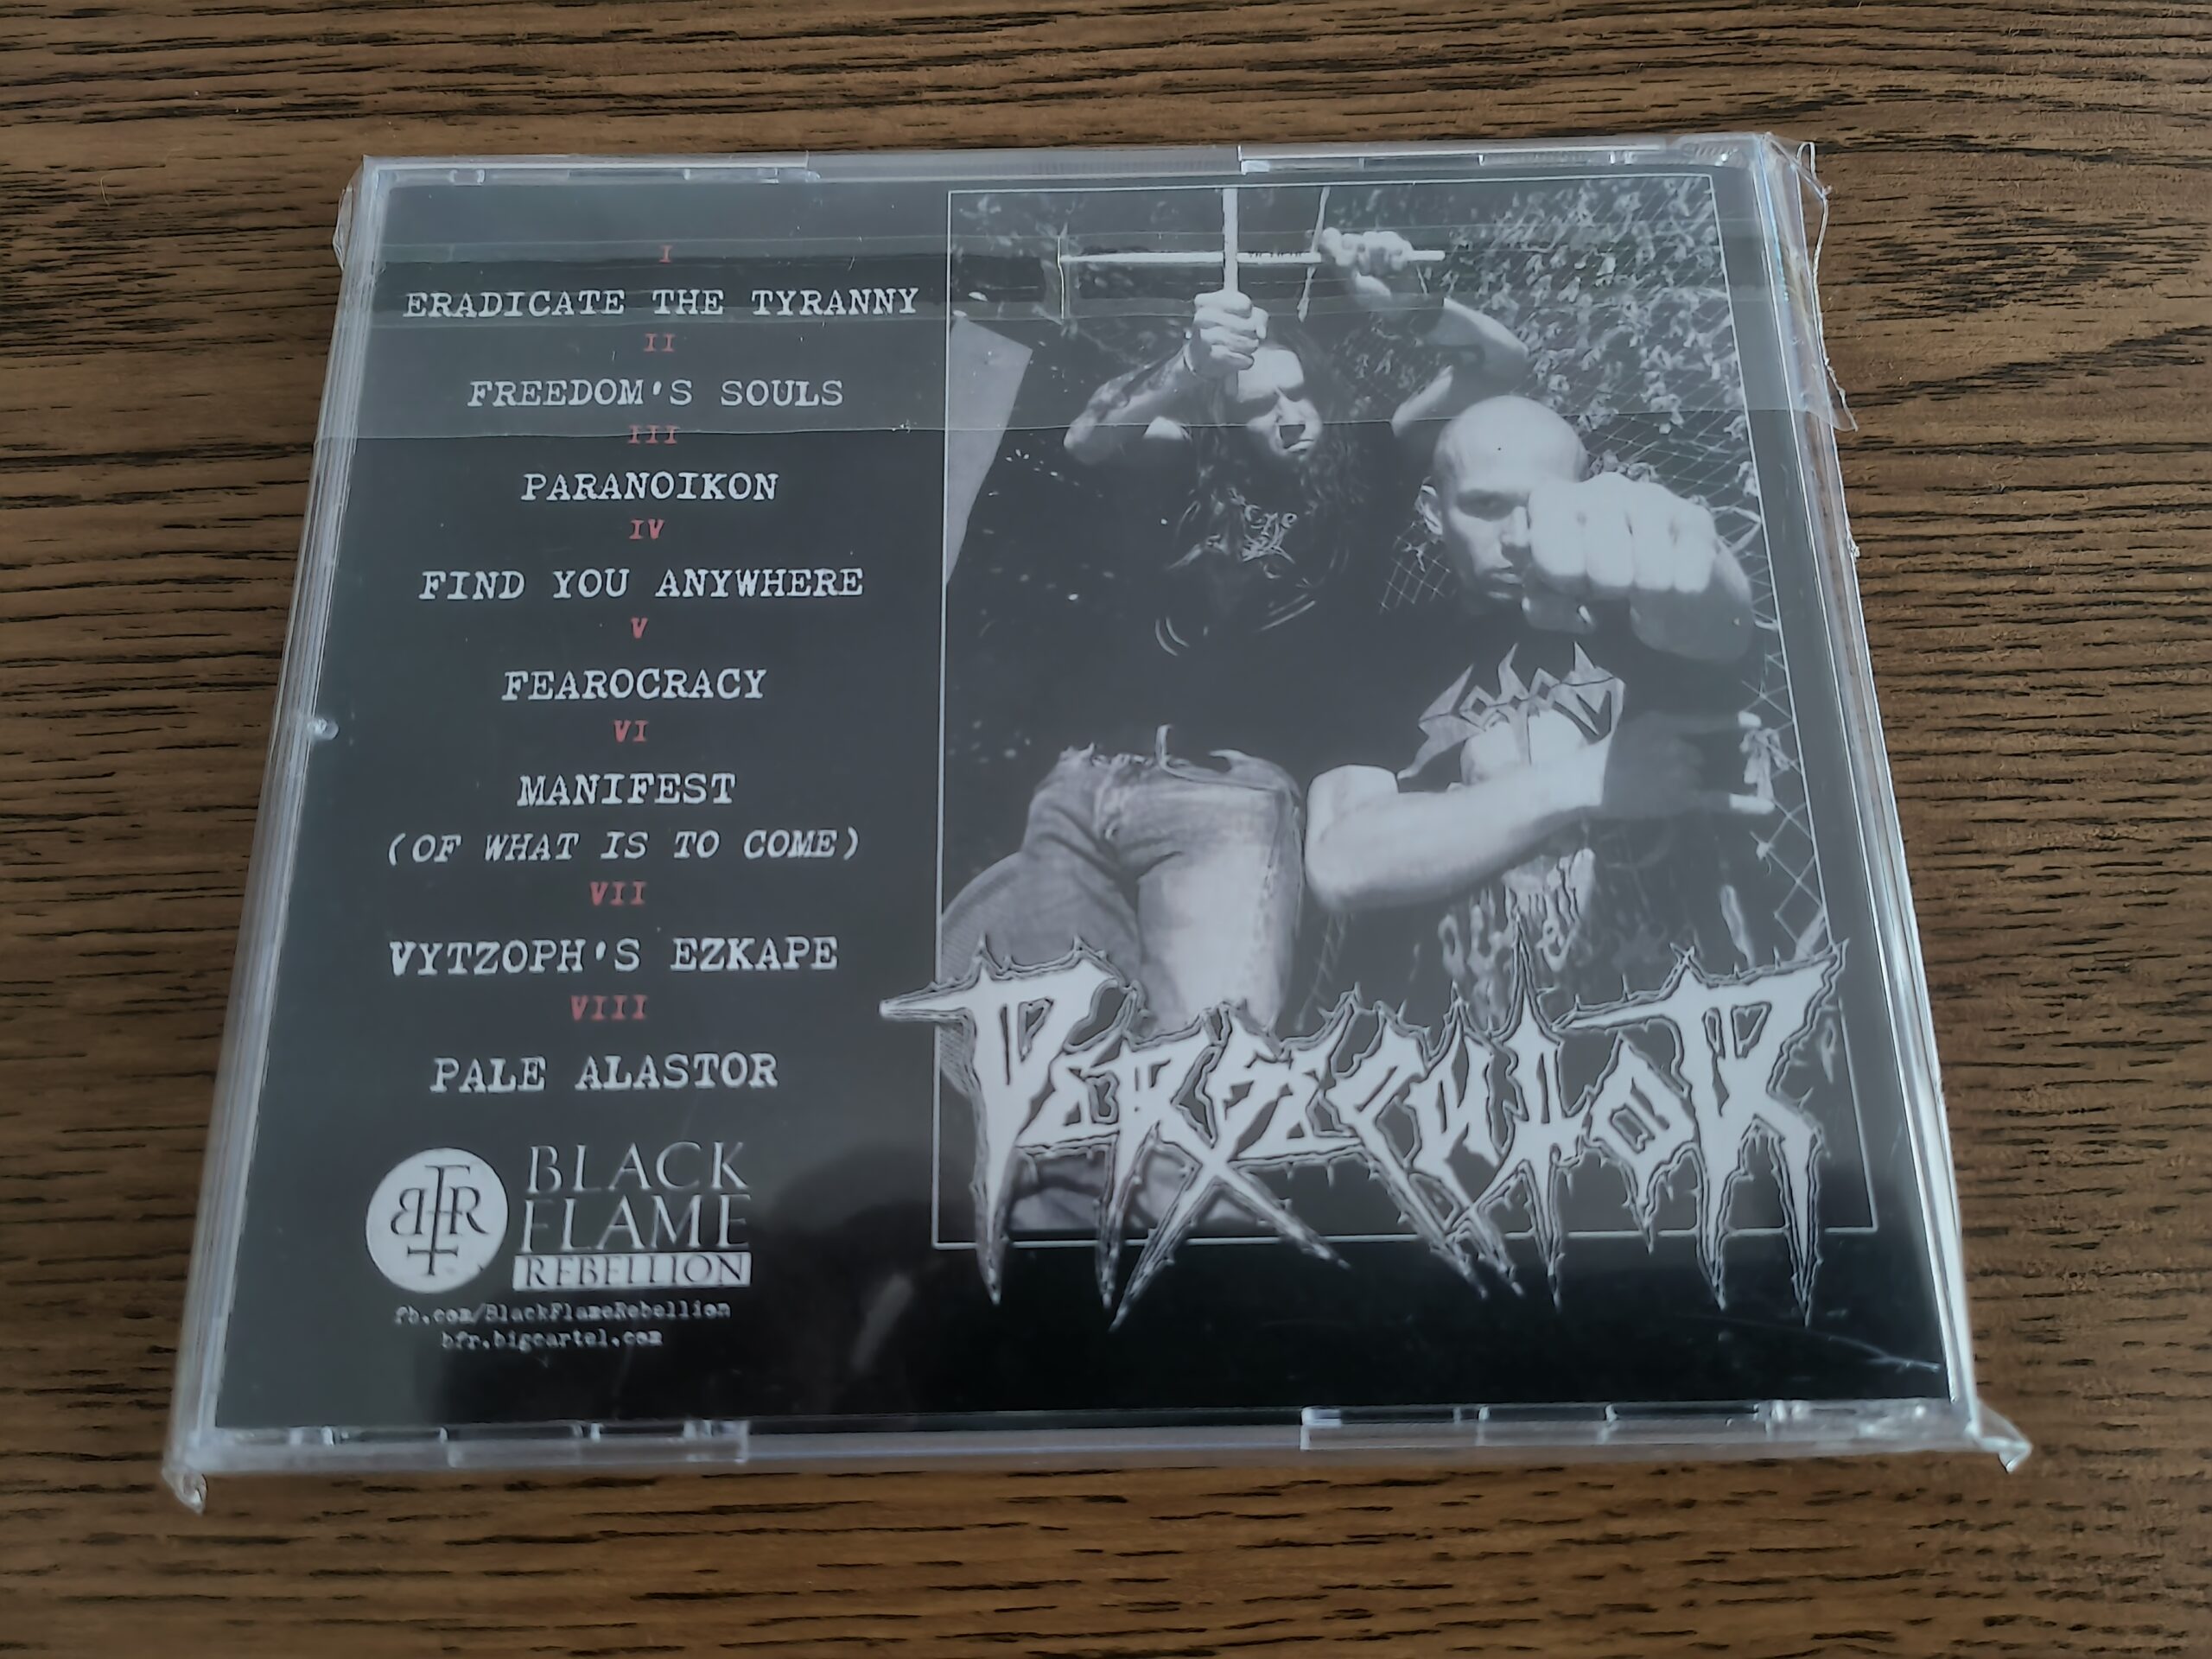 I
ERADICATE THE TYRANNY
II
FREEDOM'S SOULS
III
PARANOIKON
IV
FIND YOU ANYWHERE
V
FEAROCRACY
VI
MANIFEST
(OF WHAT IS TO COME)
VII
VYTZOPH'S EZKAPE
VIII
PALE ALASTOR
BFR
BLACK
FLAME
REBELLION
fb.com/BlackFlameRebellion
bfr.bigcartel.com
SODOM
PERSECUTOR